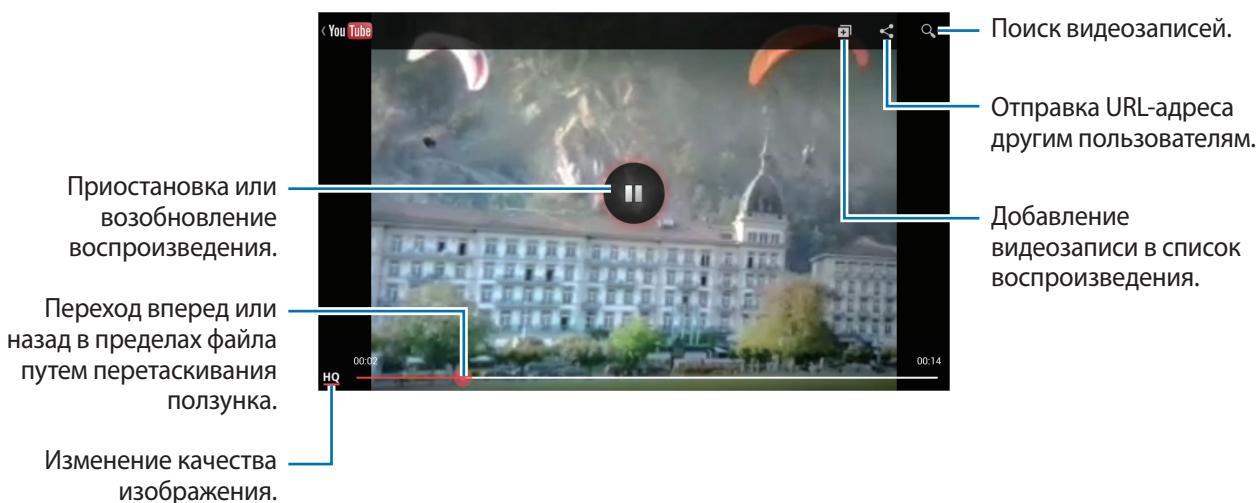 You Tube
Поиск видеозаписей.
Отправка URL-адреса
другим пользователям.
Добавление
видеозаписи в список
воспроизведения.
Приостановка или
возобновление
воспроизведения.
Переход вперед или
назад в пределах файла
путем перетаскивания
ползунка.
00:02
00:14
HQ
Изменение качества
изображения.